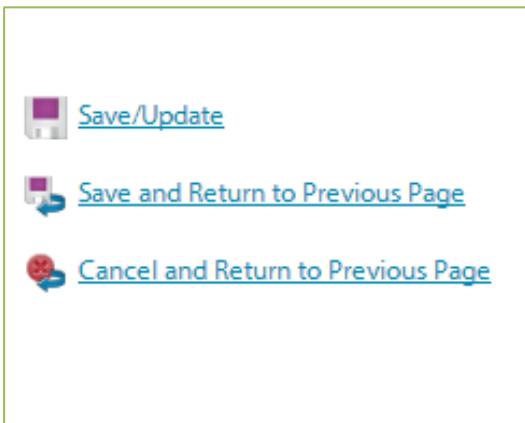 Save/Update
Save and Return to Previous Page
Cancel and Return to Previous Page